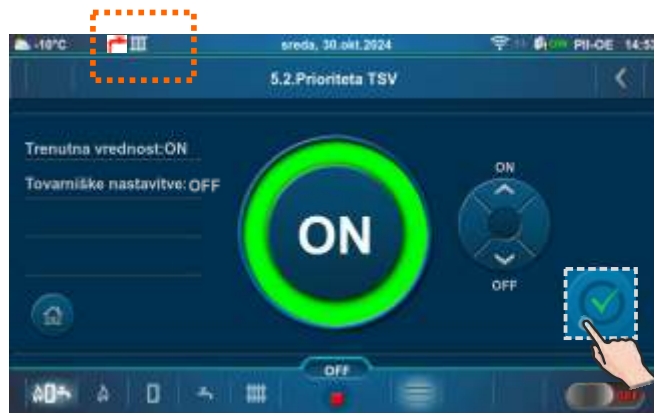 -10°C sreda, 30.okt.2024 ON PII-OE 14:53
5.2.Prioriteta TSV
Trenutna vrednost:ON
Tovarniške nastavitve: OFF
ON
ON
OFF
OFF
OFF